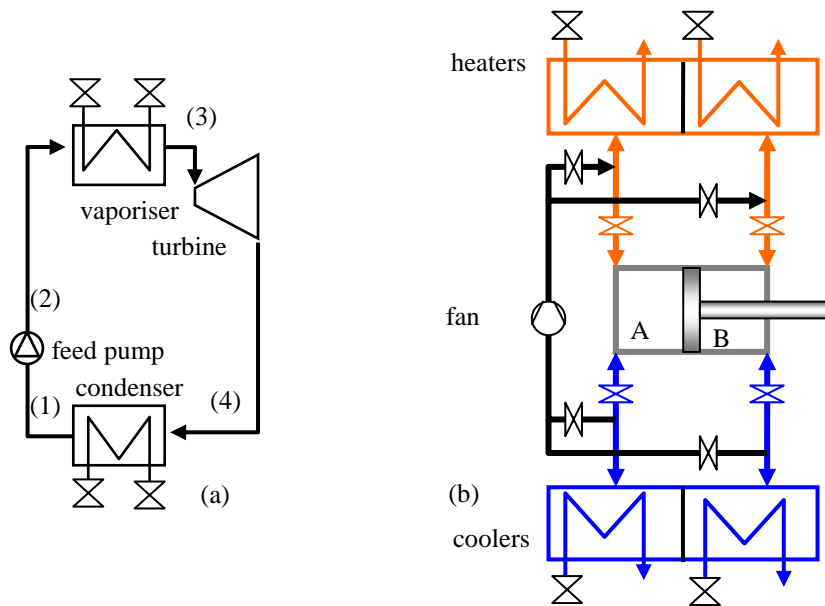 (3)
vaporiser
turbine
(2)
feed pump
condenser
(1)
(4)
(a)
heaters
fan
A
B
(b)
coolers